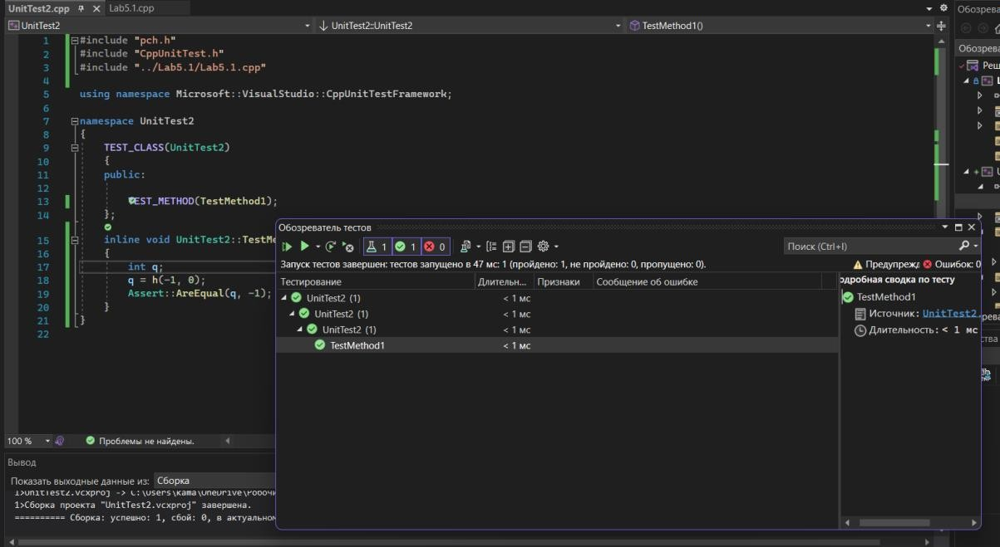 UnitTest2.cpp
Lab5.1.cpp
UnitTest2
UnitTest2::UnitTest2
TestMethod1()
1 #include "pch.h"
2 #include "CppUnitTest.h"
3 #include "../Lab5.1/Lab5.1.cpp"
4
5 using namespace Microsoft::VisualStudio::CppUnitTestFramework;
6
7 namespace UnitTest2
8 {
9 TEST_CLASS(UnitTest2)
10 {
11 public:
12
13 TEST_METHOD(TestMethod1);
14 };
15 inline void UnitTest2::TestMe
16 {
17 int q;
18 q = h(-1, 0);
19 Assert::AreEqual(q, -1);
20 }
21 }
22
100 %
Проблемы не найдены.
Вывод
Показать выходные данные из: Сборка
1>UnitTest2.vcxproj -> C:\Users\kama\OneDrive\Робочи
1>Сборка проекта "UnitTest2.vcxproj" завершена.
========== Сборка: успешно: 1, сбой: 0, в актуальном
Обозреватель тестов
1 1 0
Поиск (Ctrl+I)
Запуск тестов завершен: тестов запущено в 47 мс: 1 (пройдено: 1, не пройдено: 0, пропущено: 0).
Предупрежд
Ошибок: 0
Тестирование
Длительн...
Признаки
Сообщение об ошибке
UnitTest2 (1) < 1 мс
UnitTest2 (1) < 1 мс
UnitTest2 (1) < 1 мс
TestMethod1 < 1 мс
одробная сводка по тесту
TestMethod1
Источник: UnitTest2.
Длительность: < 1 мс
Обозрева
Обозрева
Реш